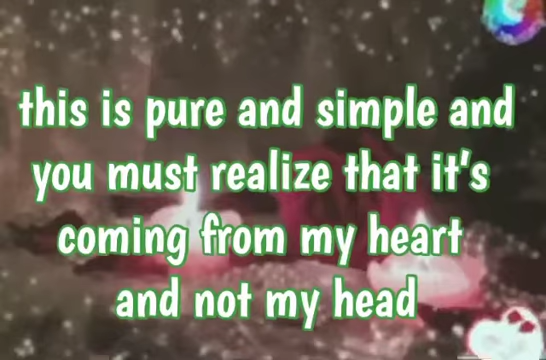 this is pure and simple and
you must realize that it's
coming from my heart
and not my head